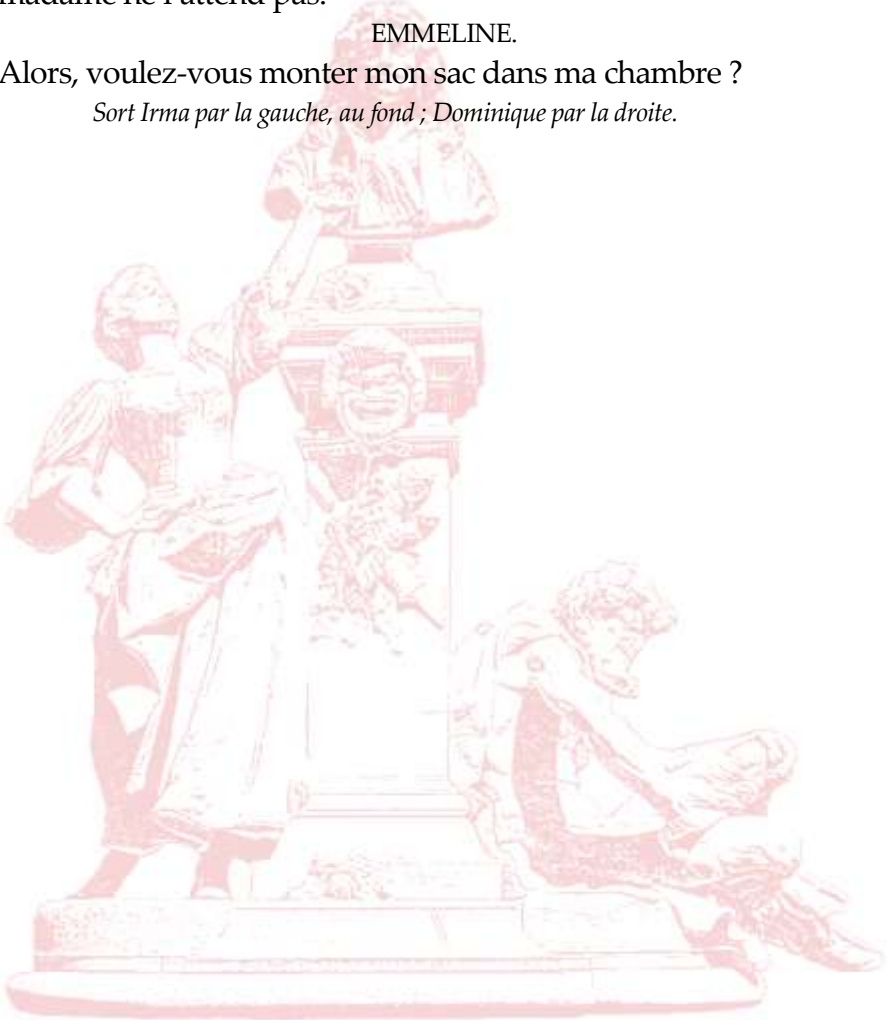 madame ne l'attend pas.
EMMELINE.
Alors, voulez-vous monter mon sac dans ma chambre ?
Sort Irma par la gauche, au fond ; Dominique par la droite.